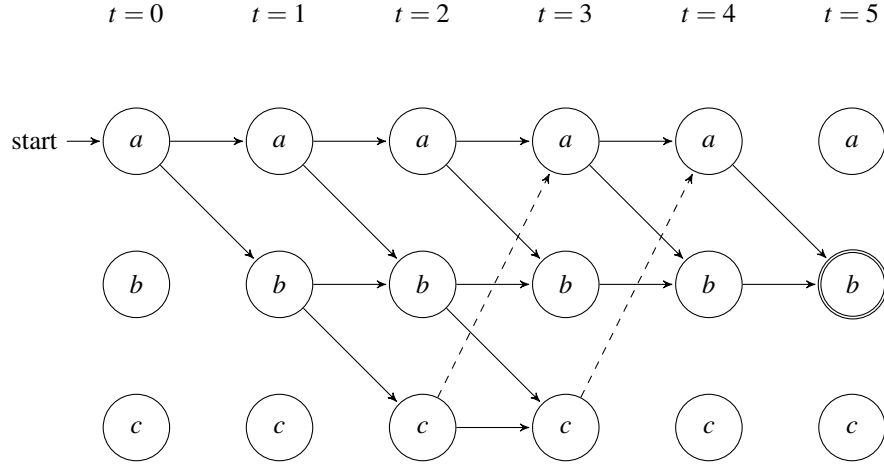 t = 0 t = 1 t = 2 t = 3 t = 4 t = 5
start a a a a a a
b b b b b b
c c c c c c